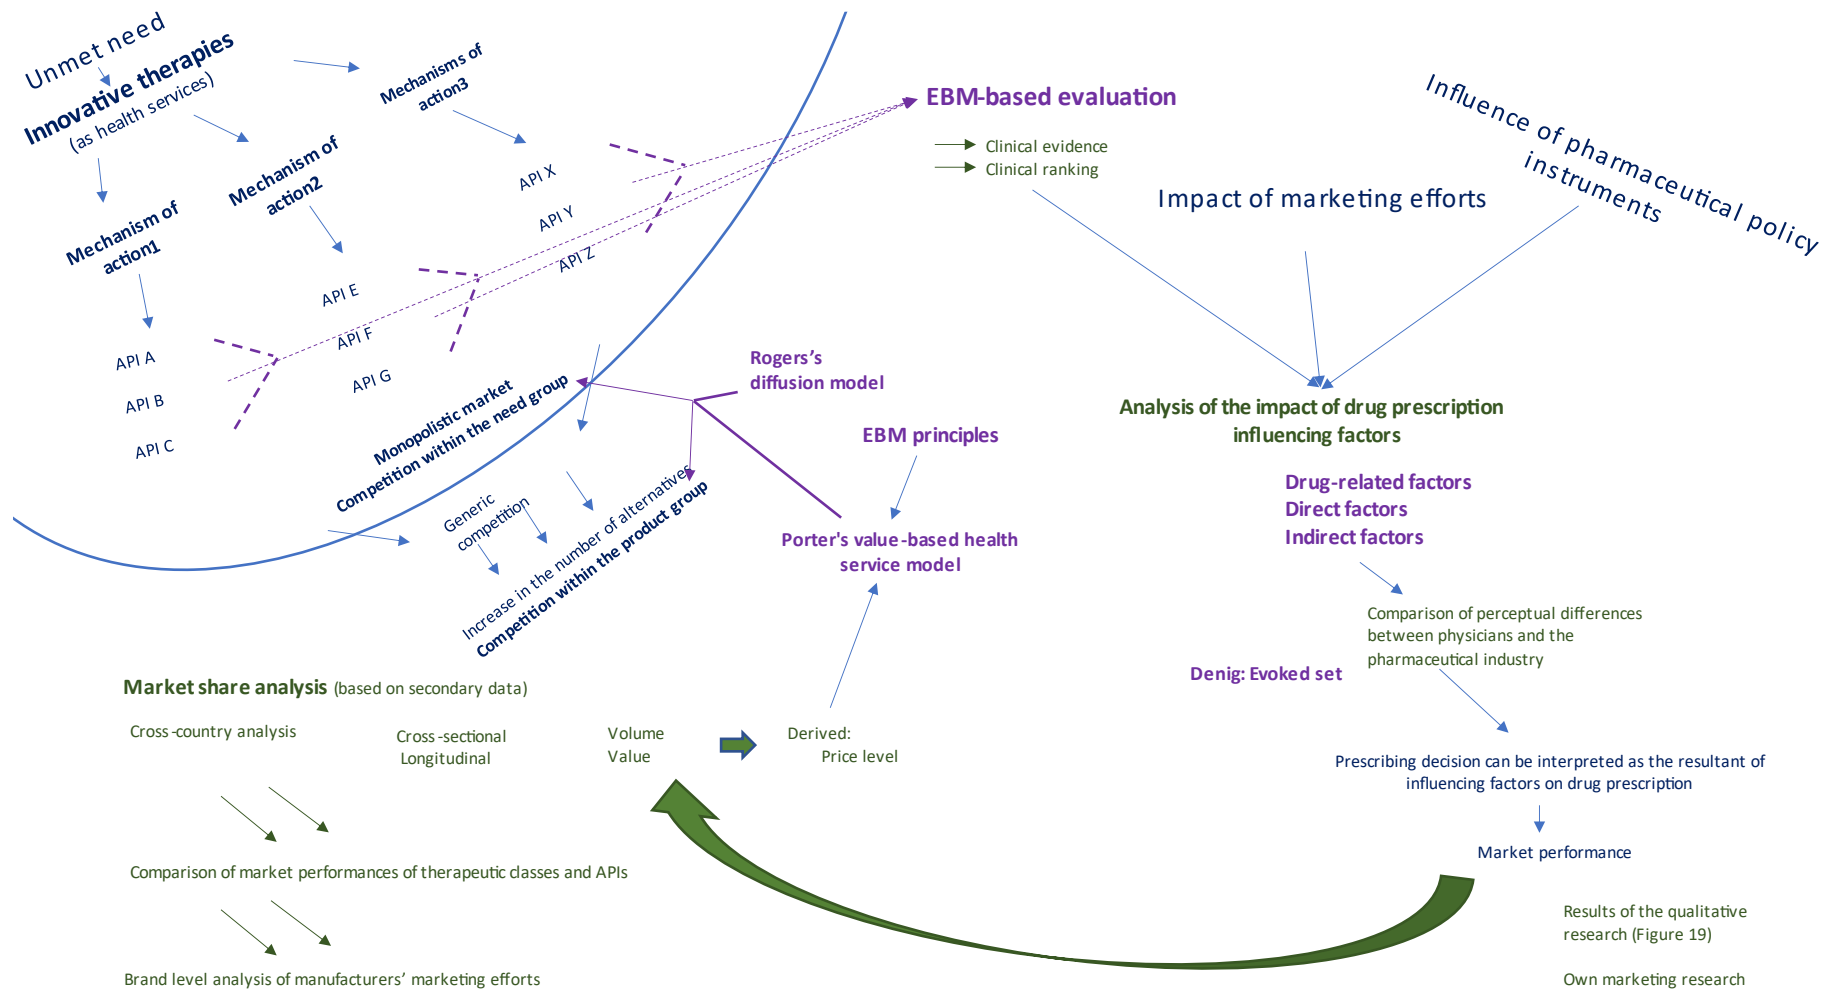 Unmet need
Innovative therapies
(as health services)
Mechanisms of
action3
Mechanism of
action2
Mechanism of
action1
API X
API Y
API Z
API E
API F
API G
API A
API B
API C
EBM-based evaluation
Clinical evidence
Clinical ranking
Impact of marketing efforts
Influence of pharmaceutical policy
instruments
Monopolistic market
Competition within the need group
Generic
competition
Increase in the number of alternatives
Competition within the product group
Rogers’s
diffusion model
EBM principles
Porter's value-based health
service model
Analysis of the impact of drug prescription
influencing factors
Drug-related factors
Direct factors
Indirect factors
Comparison of perceptual differences
between physicians and the
pharmaceutical industry
Denig: Evoked set
Prescribing decision can be interpreted as the resultant of
influencing factors on drug prescription
Market performance
Results of the qualitative
research (Figure 19)
Own marketing research
Market share analysis (based on secondary data)
Cross-country analysis
Cross-sectional
Longitudinal
Volume
Value
Derived:
Price level
Comparison of market performances of therapeutic classes and APIs
Brand level analysis of manufacturers’ marketing efforts